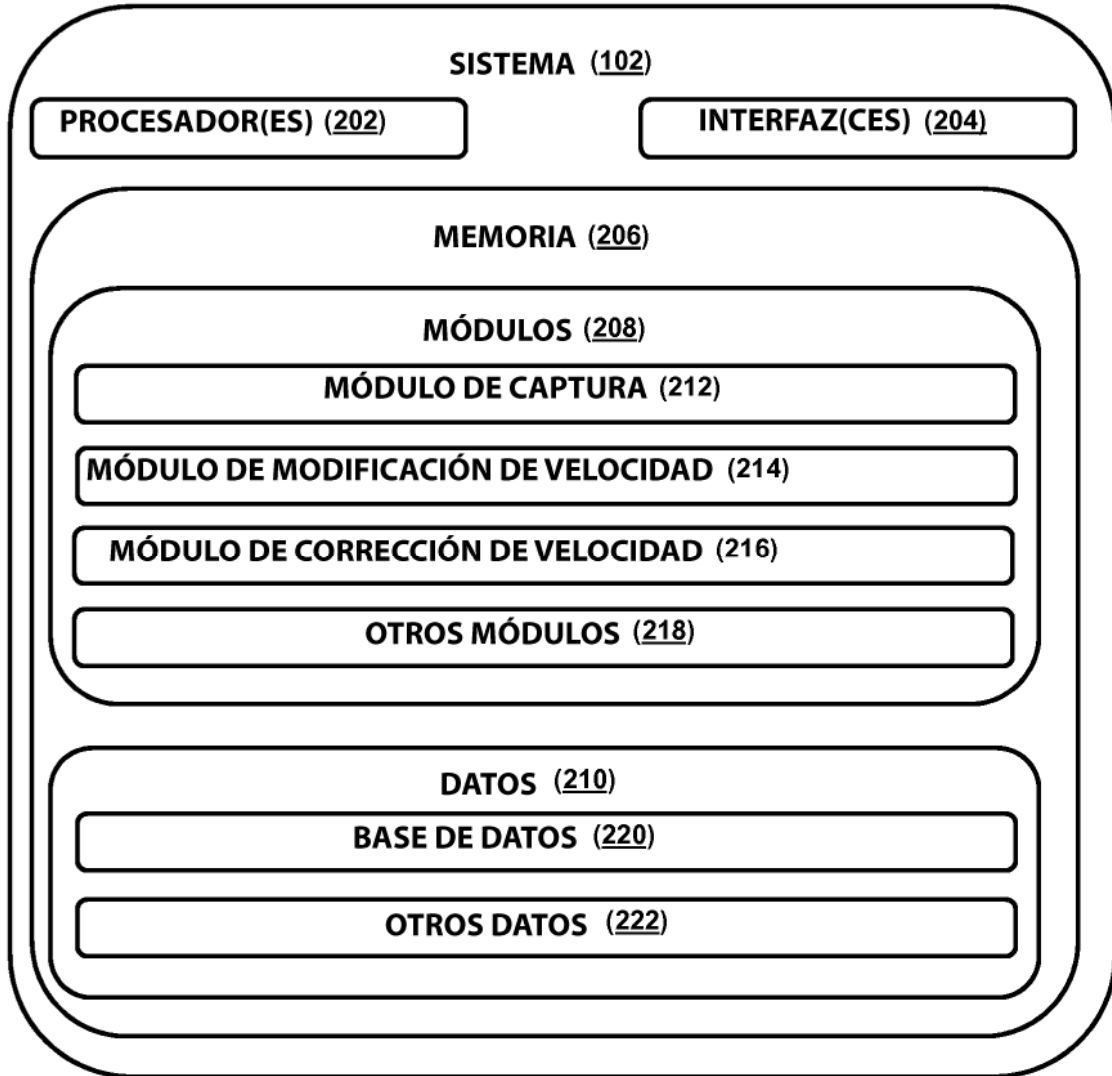 SISTEMA (102)
PROCESADOR(ES) (202)
INTERFAZ(CES) (204)
MEMORIA (206)
MÓDULOS (208)
MÓDULO DE CAPTURA (212)
MÓDULO DE MODIFICACIÓN DE VELOCIDAD (214)
MÓDULO DE CORRECCIÓN DE VELOCIDAD (216)
OTROS MÓDULOS (218)
DATOS (210)
BASE DE DATOS (220)
OTROS DATOS (222)